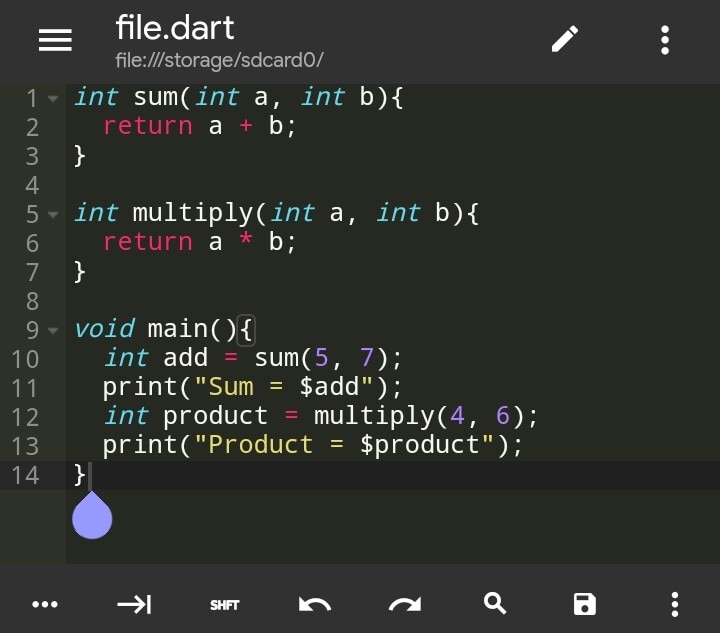 file.dart
file:///storage/sdcard0/
1 int sum(int a, int b){
2   return a + b;
3 }
4
5 int multiply(int a, int b){
6   return a * b;
7 }
8
9 void main(){
10   int add = sum(5, 7);
11   print("Sum = $add");
12   int product = multiply(4, 6);
13   print("Product = $product");
14 }
SHFT